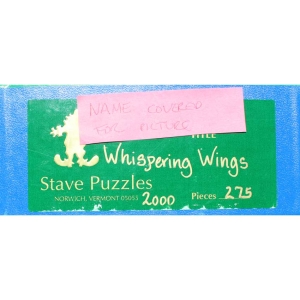 NAME COVERED
FOR PICTURE
TITLE
Whispering Wings
Stave Puzzles
NORWICH, VERMONT 05055
2000
Pieces 275